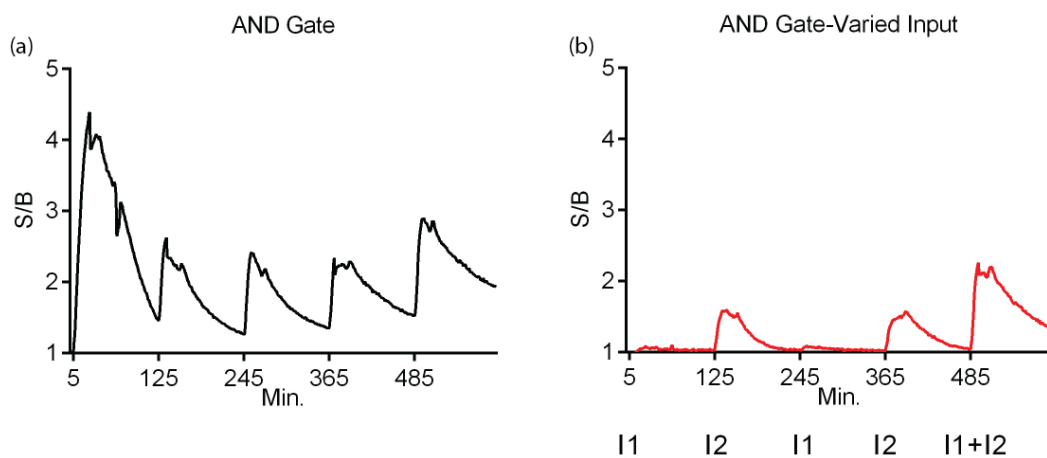 AND Gate
(a)
S/B
5
4
3
2
1
5 125 245 365 485
Min.
AND Gate-Varied Input
(b)
S/B
5
4
3
2
1
5 125 245 365 485
Min.
I1 I2 I1 I2 I1+I2